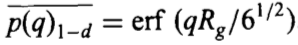 \overline{p(q)_{1-d}} = erf (qR_g/6^{1/2})